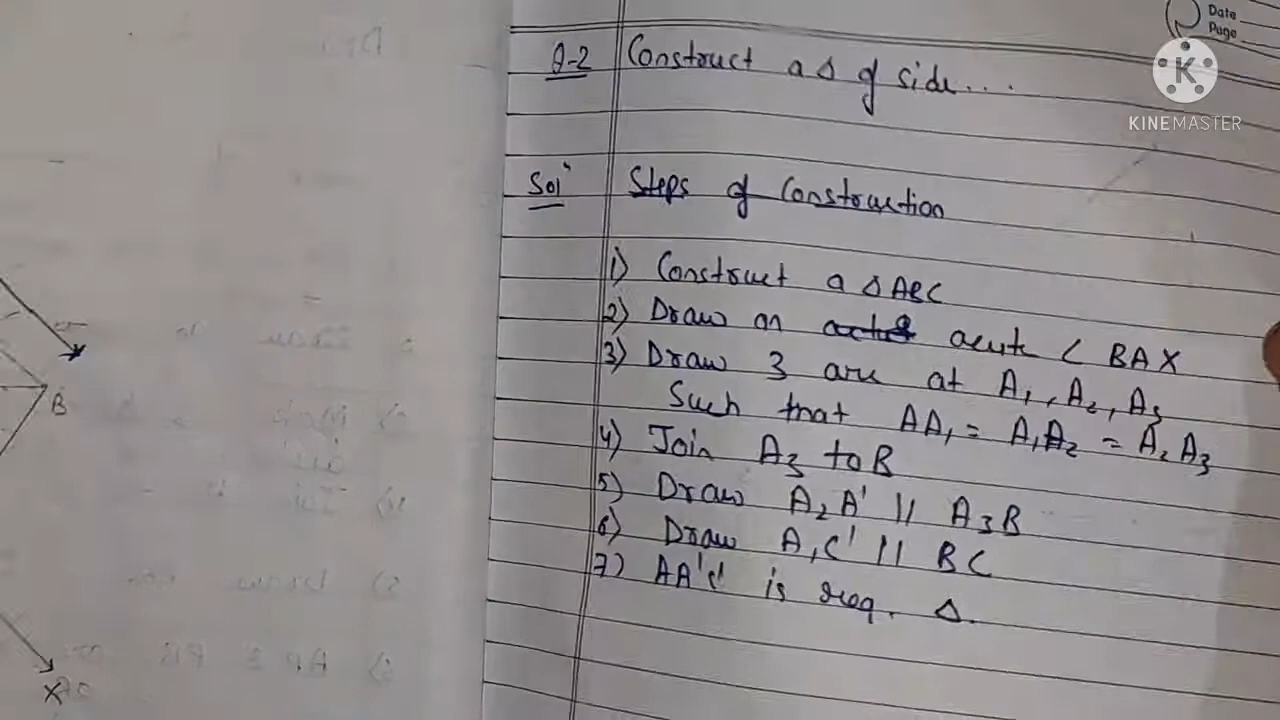 Date
Page
K
KINEMASTER
Q-2 Construct a Δ of side...
Sol^n Steps of Construction
1) Construct a Δ ABC
2) Draw an acute < BAX
3) Draw 3 arc at A₁, A₂, A₃
Such that AA₁ = A₁A₂ = A₂A₃
4) Join A₃ to B
5) Draw A₂A' || A₃B
6) Draw A,C' || BC
7) AA'C' is req. Δ.
B
X